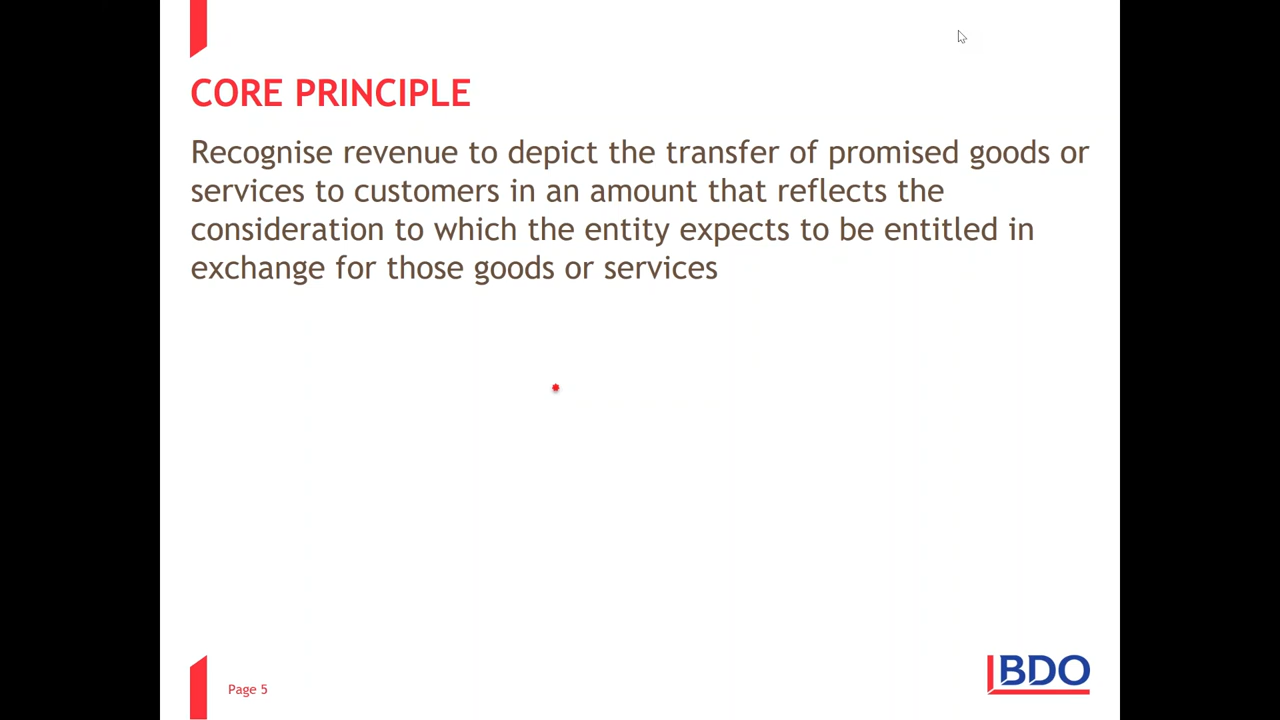 CORE PRINCIPLE
Recognise revenue to depict the transfer of promised goods or
services to customers in an amount that reflects the
consideration to which the entity expects to be entitled in
exchange for those goods or services
Page 5
BDO